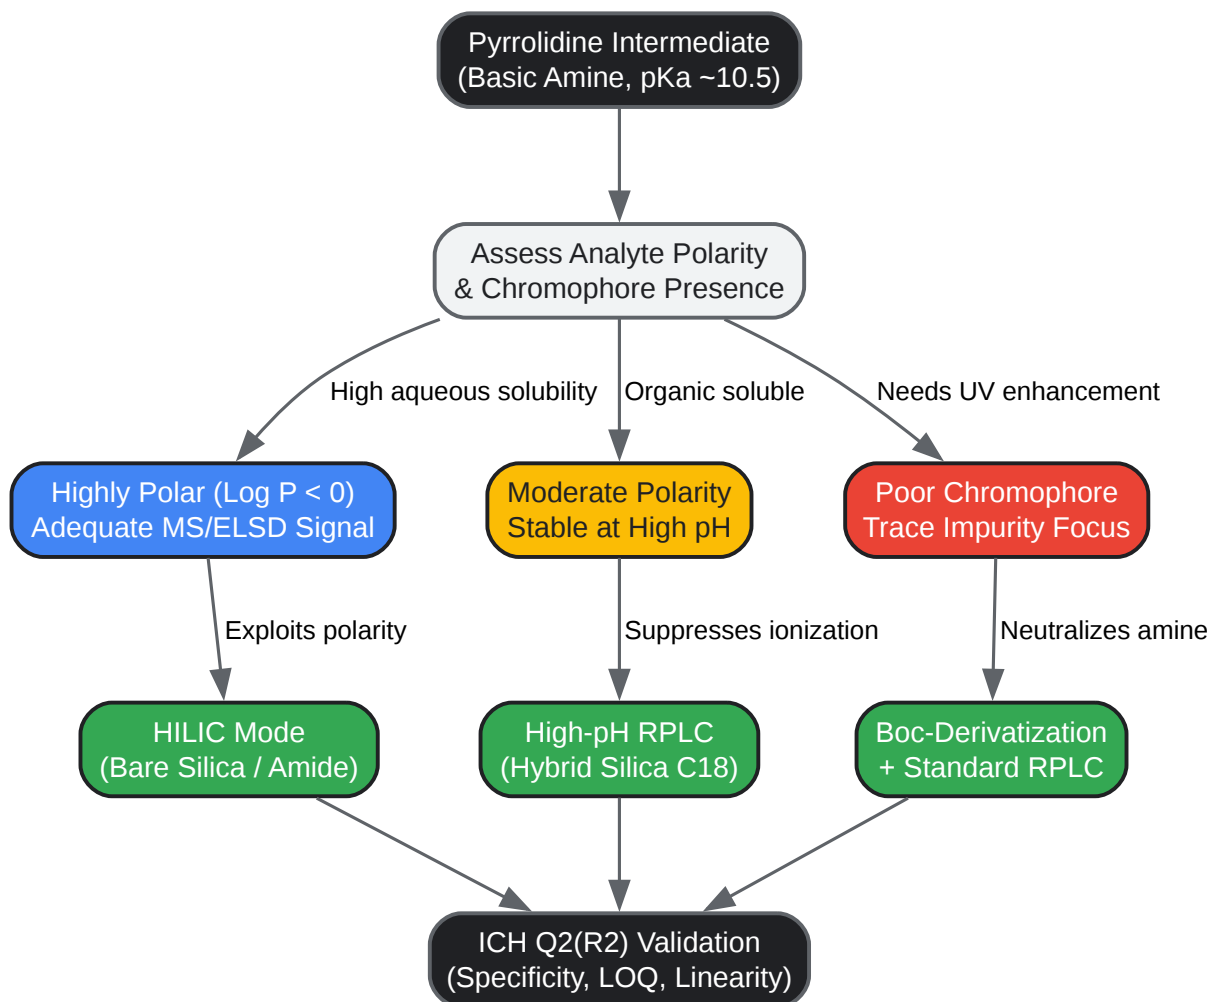 Pyrrolidine Intermediate
(Basic Amine, pKa ~10.5)
Assess Analyte Polarity
& Chromophore Presence
High aqueous solubility
Organic soluble
Needs UV enhancement
Highly Polar (Log P < 0)
Adequate MS/ELSD Signal
Moderate Polarity
Stable at High pH
Poor Chromophore
Trace Impurity Focus
Exploits polarity
Suppresses ionization
Neutralizes amine
HILIC Mode
(Bare Silica / Amide)
High-pH RPLC
(Hybrid Silica C18)
Boc-Derivatization
+ Standard RPLC
ICH Q2(R2) Validation
(Specificity, LOQ, Linearity)